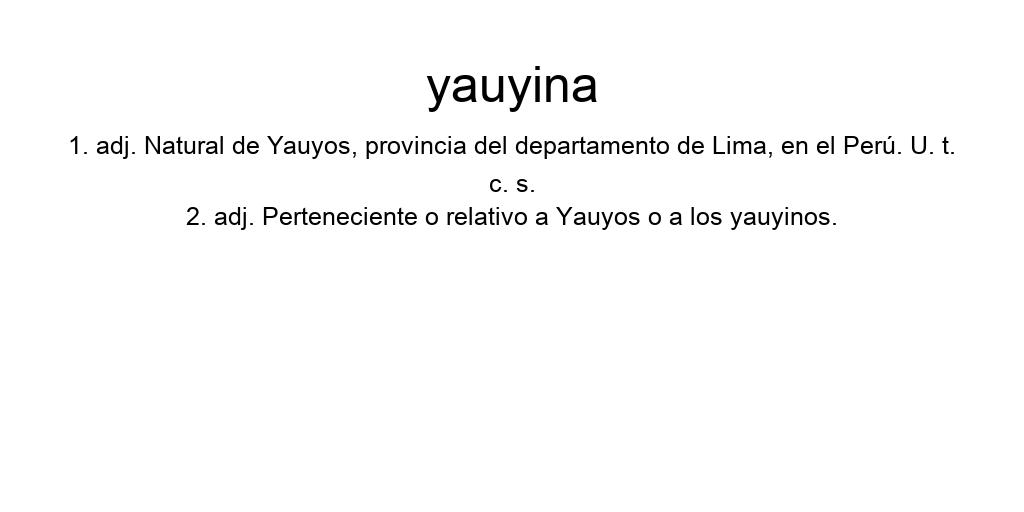 yauyina
1. adj. Natural de Yauyos, provincia del departamento de Lima, en el Perú. U. t.
c. s.
2. adj. Perteneciente o relativo a Yauyos o a los yauyinos.